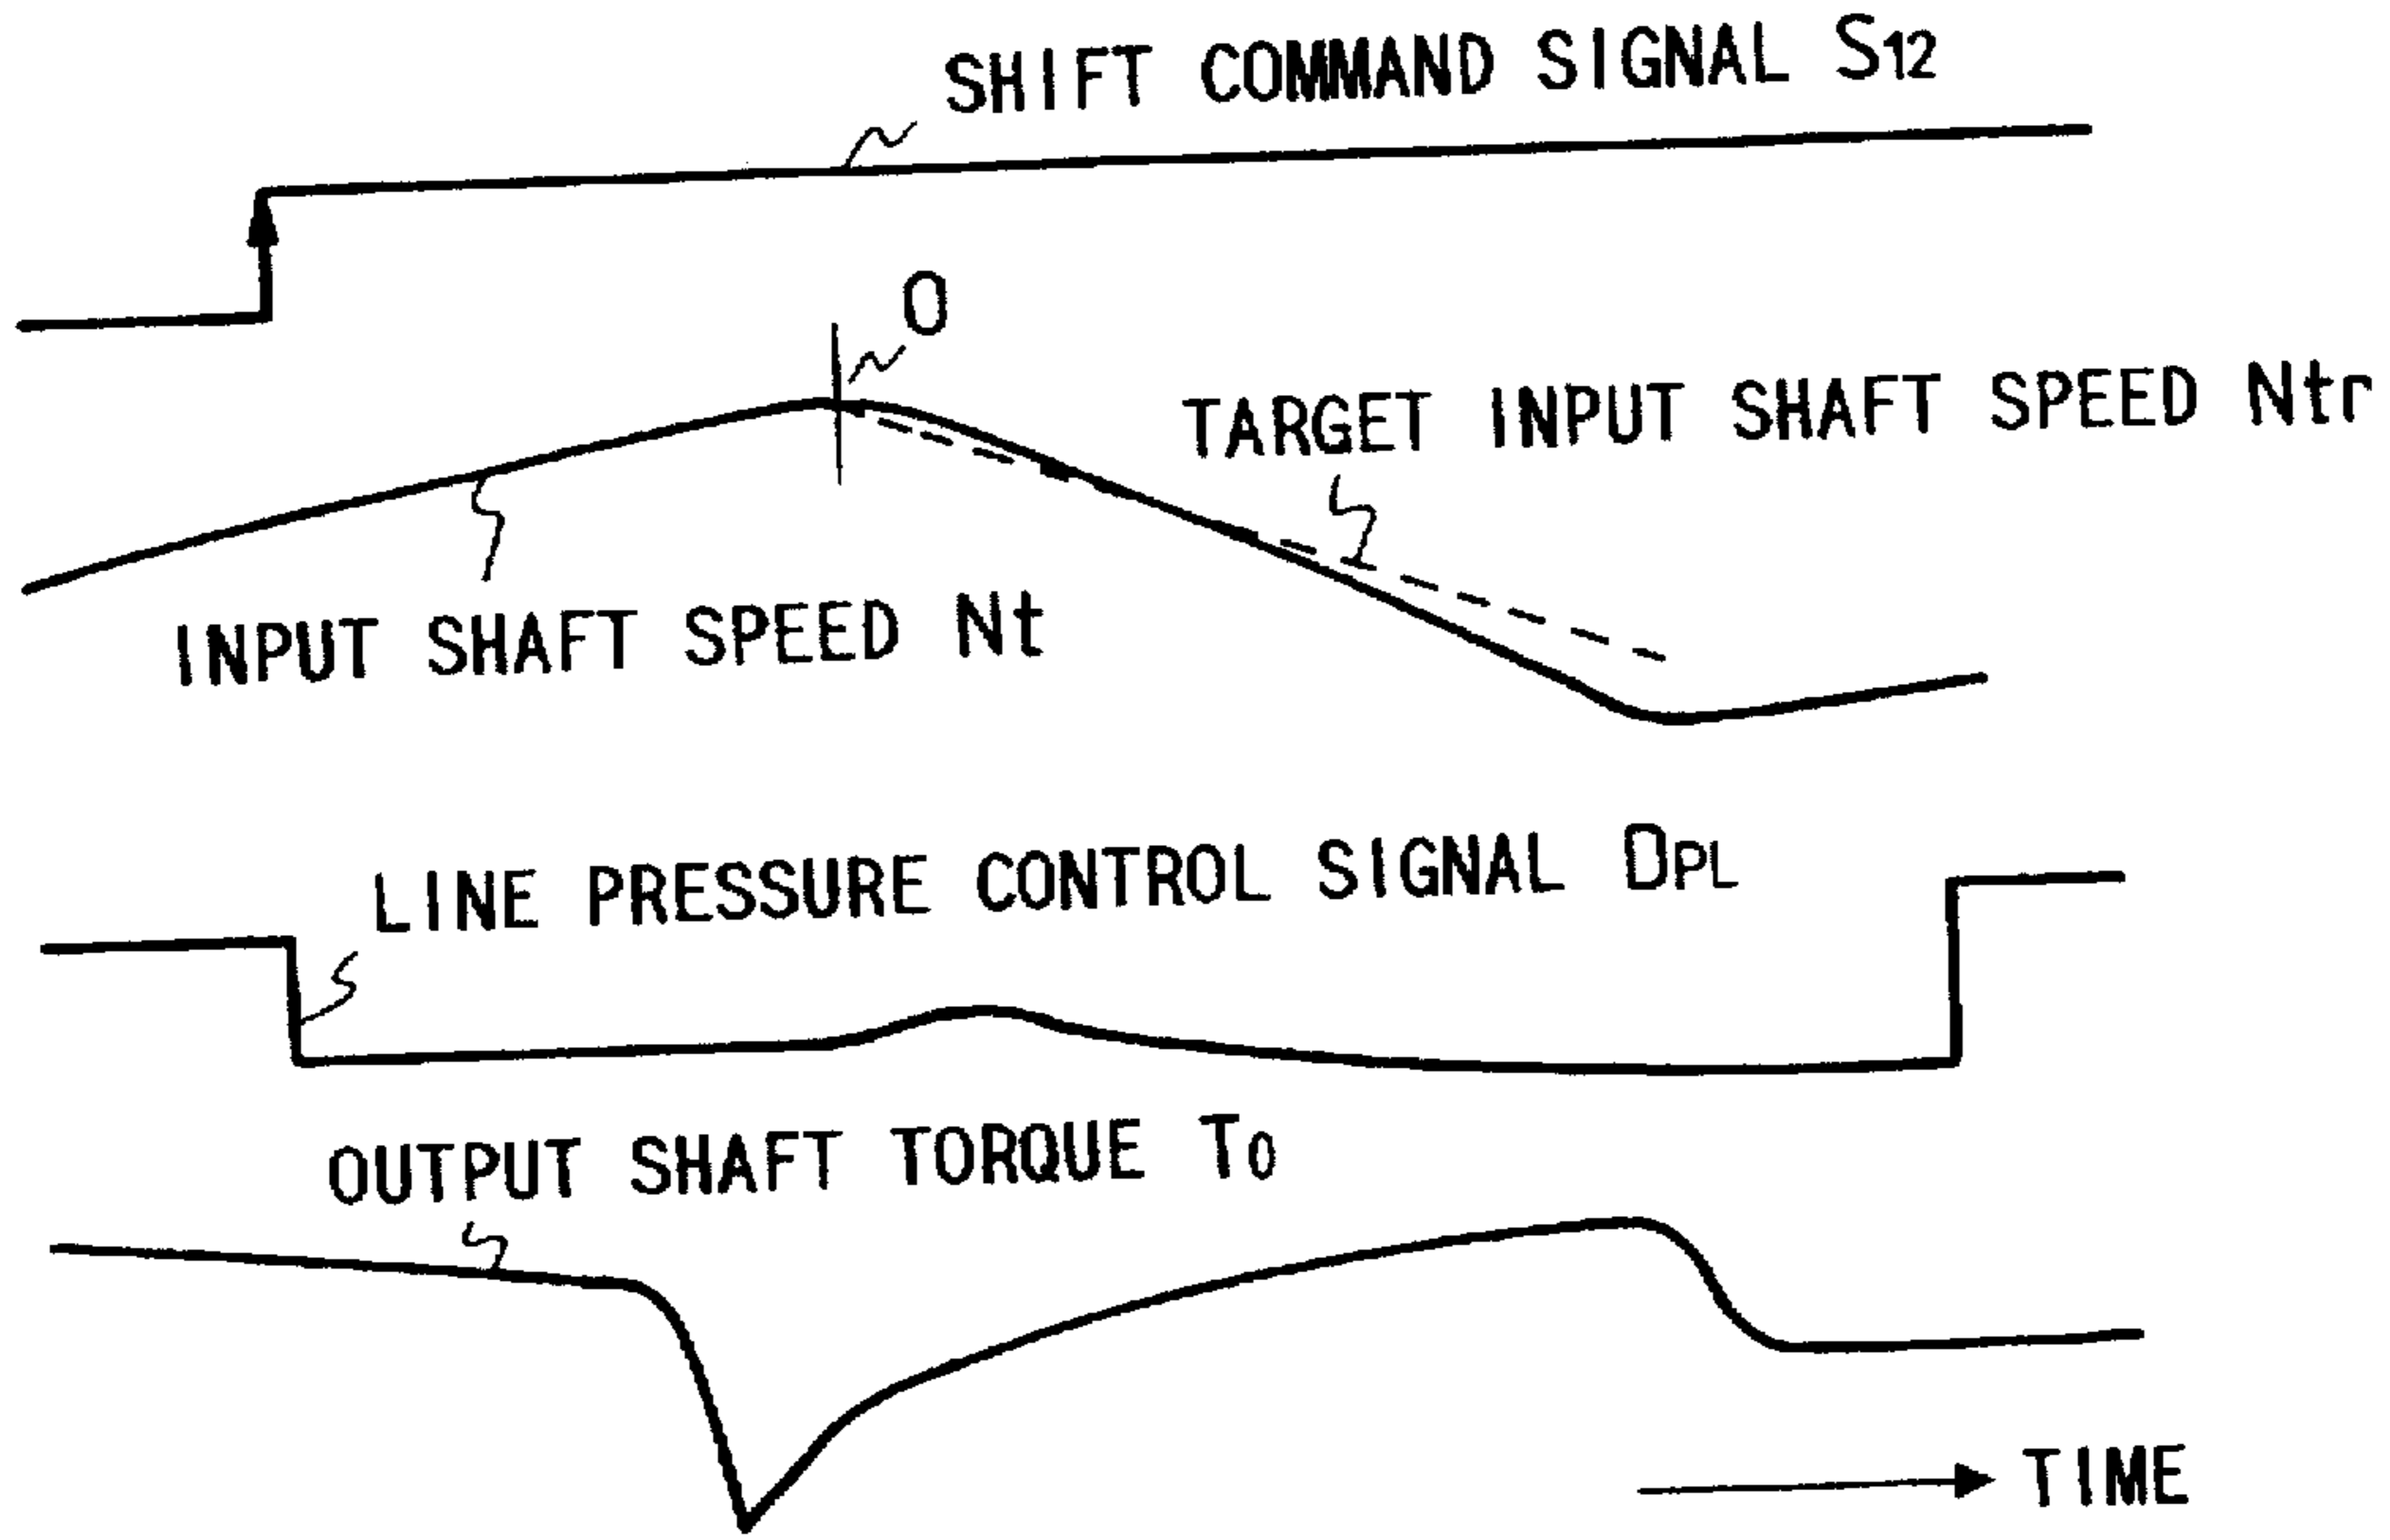 SHIFT COMMAND SIGNAL S12
O
TARGET INPUT SHAFT SPEED Ntr
INPUT SHAFT SPEED Nt
LINE PRESSURE CONTROL SIGNAL DPL
OUTPUT SHAFT TORQUE To
TIME